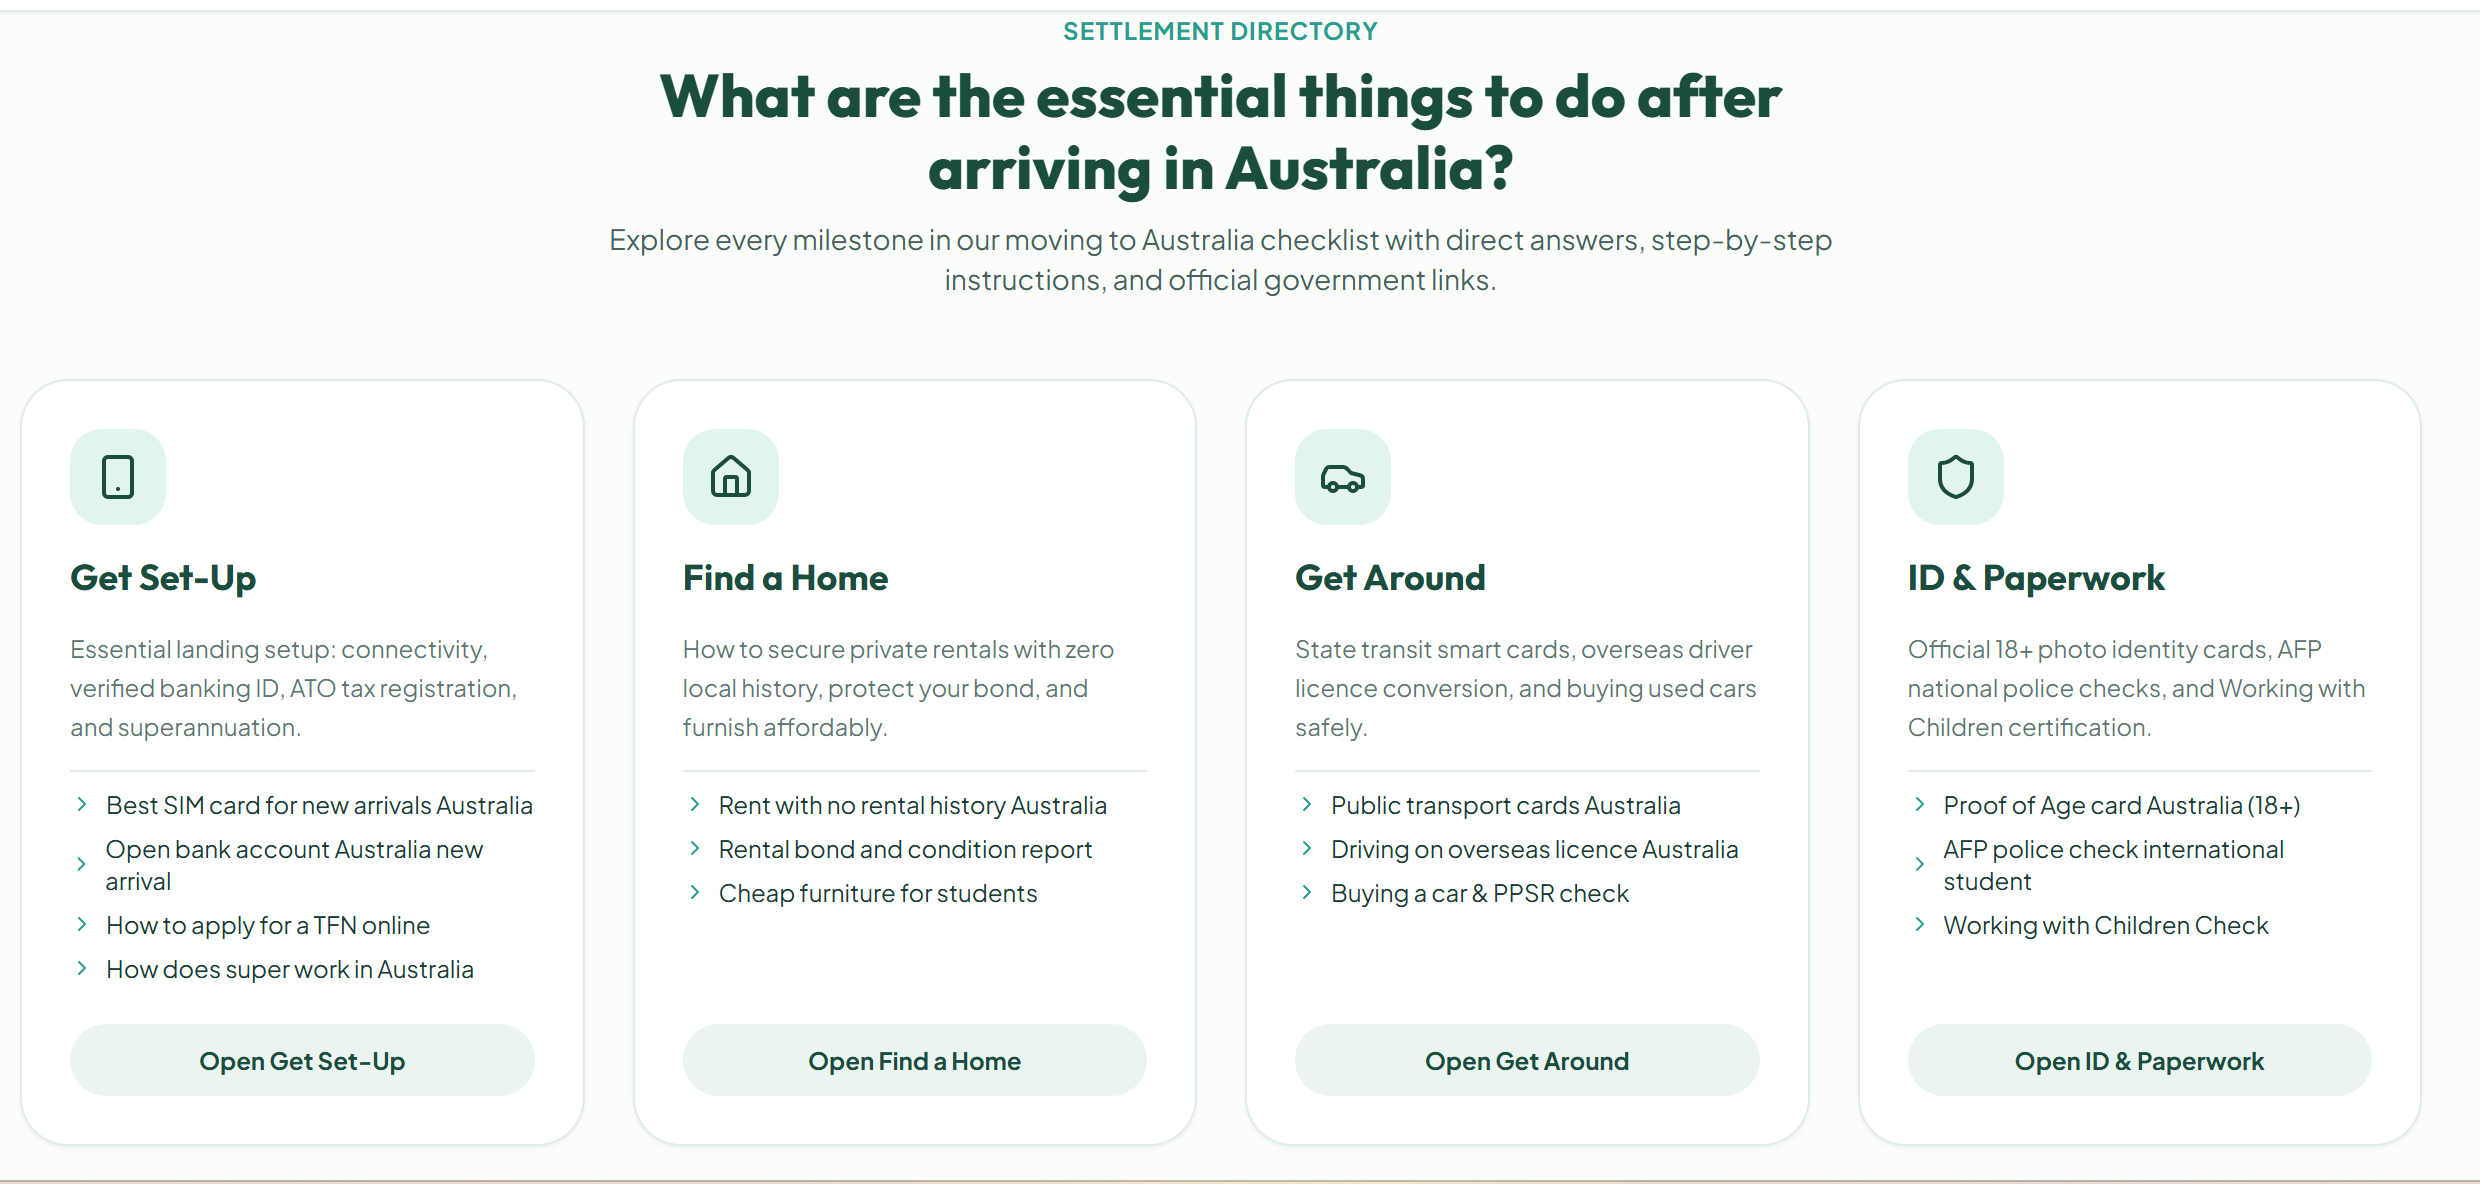 SETTLEMENT DIRECTORY
What are the essential things to do after
arriving in Australia?
Explore every milestone in our moving to Australia checklist with direct answers, step-by-step
instructions, and official government links.
Get Set-Up
Essential landing setup: connectivity,
verified banking ID, ATO tax registration,
and superannuation.
Best SIM card for new arrivals Australia
Open bank account Australia new
arrival
How to apply for a TFN online
How does super work in Australia
Open Get Set-Up
Find a Home
How to secure private rentals with zero
local history, protect your bond, and
furnish affordably.
Rent with no rental history Australia
Rental bond and condition report
Cheap furniture for students
Open Find a Home
Get Around
State transit smart cards, overseas driver
licence conversion, and buying used cars
safely.
Public transport cards Australia
Driving on overseas licence Australia
Buying a car & PPSR check
Open Get Around
ID & Paperwork
Official 18+ photo identity cards, AFP
national police checks, and Working with
Children certification.
Proof of Age card Australia (18+)
AFP police check international
student
Working with Children Check
Open ID & Paperwork